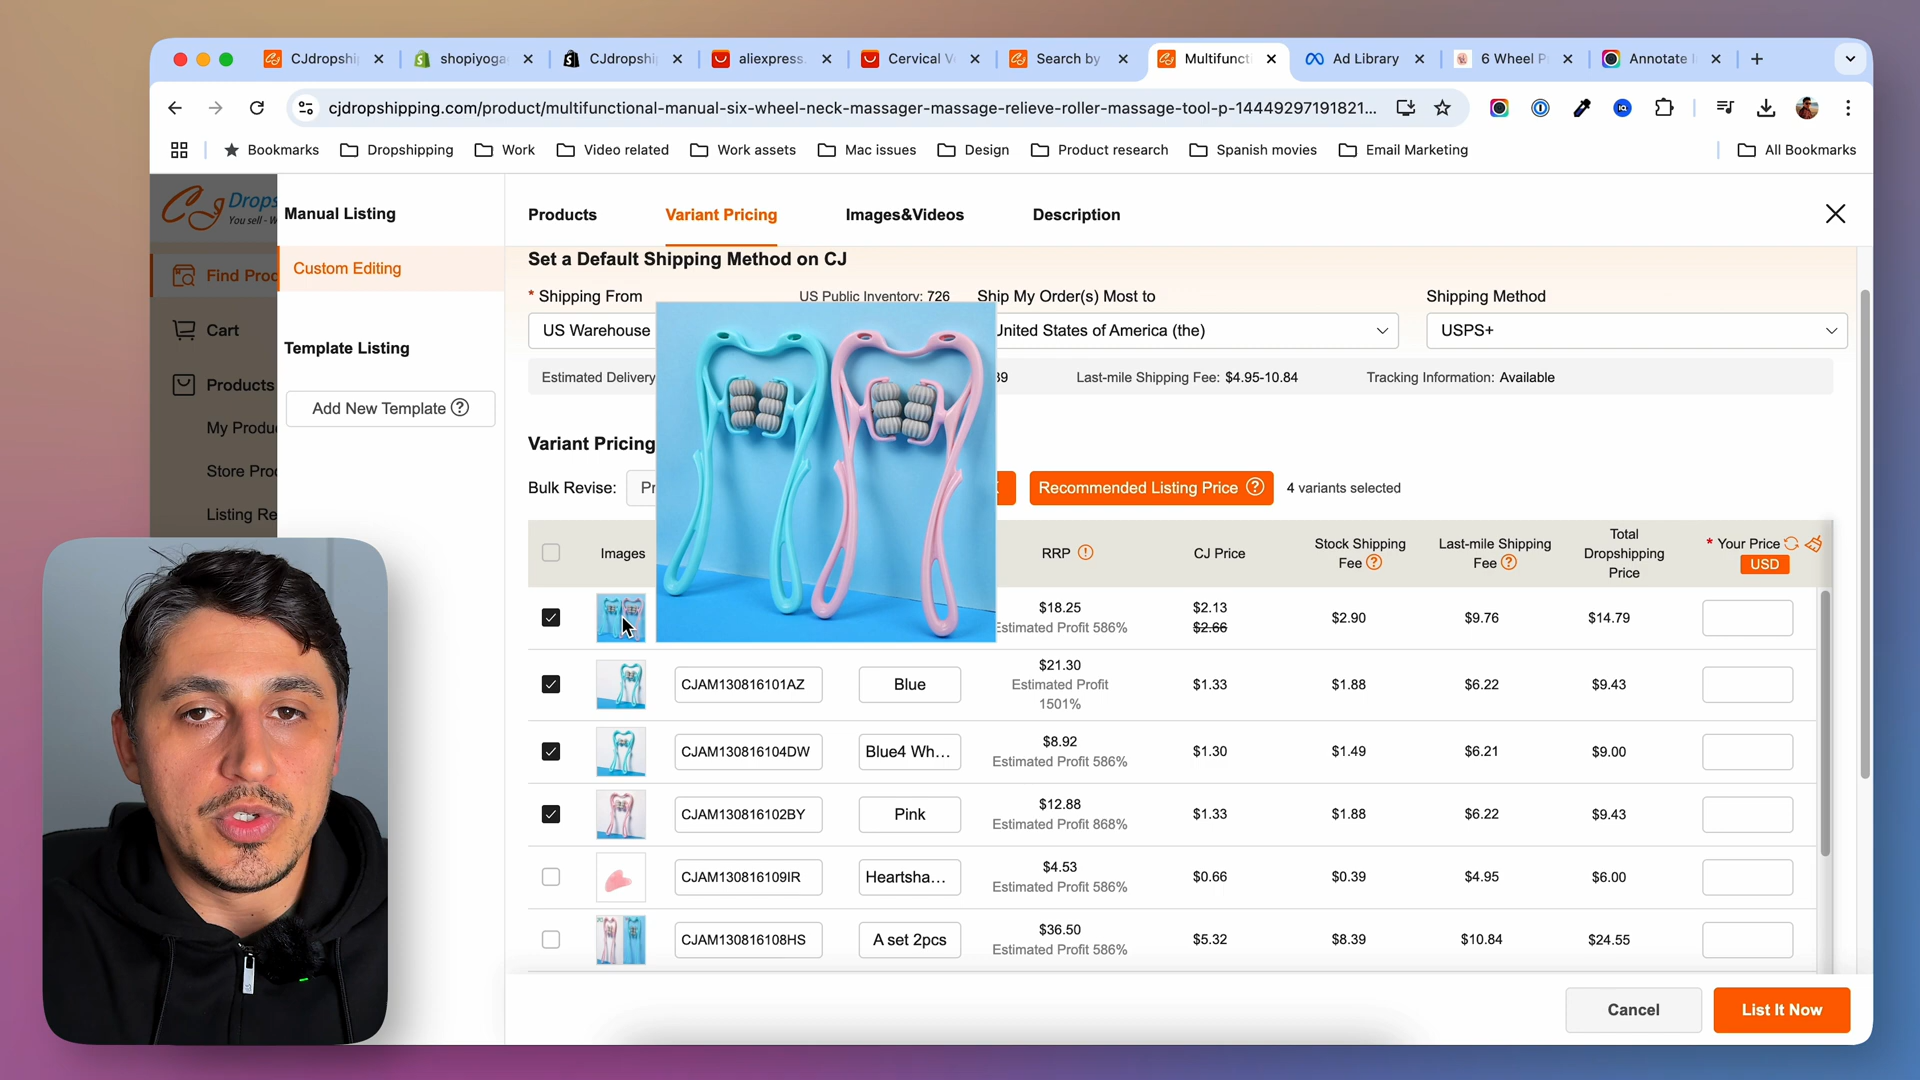 CJdropshi
shopiyoga
CJdropshi
aliexpress.
Cervical V
Search by
Multifuncti
Ad Library
6 Wheel P
Annotate I
cjdropshipping.com/product/multifunctional-manual-six-wheel-neck-massager-massage-relieve-roller-massage-tool-p-14449297191821...
Bookmarks
Dropshipping
Work
Video related
Work assets
Mac issues
Design
Product research
Spanish movies
Email Marketing
All Bookmarks
CJ Drops
You sell - W
Find Prod
Cart
Products
My Produ
Store Proc
Listing Re
Manual Listing
Custom Editing
Template Listing
Add New Template ?
Products
Variant Pricing
Images&Videos
Description
Set a Default Shipping Method on CJ
* Shipping From
US Public Inventory: 726
Ship My Order(s) Most to
Shipping Method
US Warehouse
United States of America (the)
USPS+
Estimated Delivery
39
Last-mile Shipping Fee: $4.95-10.84
Tracking Information: Available
Variant Pricing
Bulk Revise:
Pr
Recommended Listing Price ?
4 variants selected
Images
RRP !
CJ Price
Stock Shipping
Fee ?
Last-mile Shipping
Fee ?
Total
Dropshipping
Price
* Your Price
USD
$18.25
Estimated Profit 586%
$2.13
$2.66
$2.90
$9.76
$14.79
CJAM130816101AZ
Blue
$21.30
Estimated Profit
1501%
$1.33
$1.88
$6.22
$9.43
CJAM130816104DW
Blue4 Wh...
$8.92
Estimated Profit 586%
$1.30
$1.49
$6.21
$9.00
CJAM130816102BY
Pink
$12.88
Estimated Profit 868%
$1.33
$1.88
$6.22
$9.43
CJAM130816109IR
Heartsha...
$4.53
Estimated Profit 586%
$0.66
$0.39
$4.95
$6.00
CJAM130816108HS
A set 2pcs
$36.50
Estimated Profit 586%
$5.32
$8.39
$10.84
$24.55
Cancel
List It Now